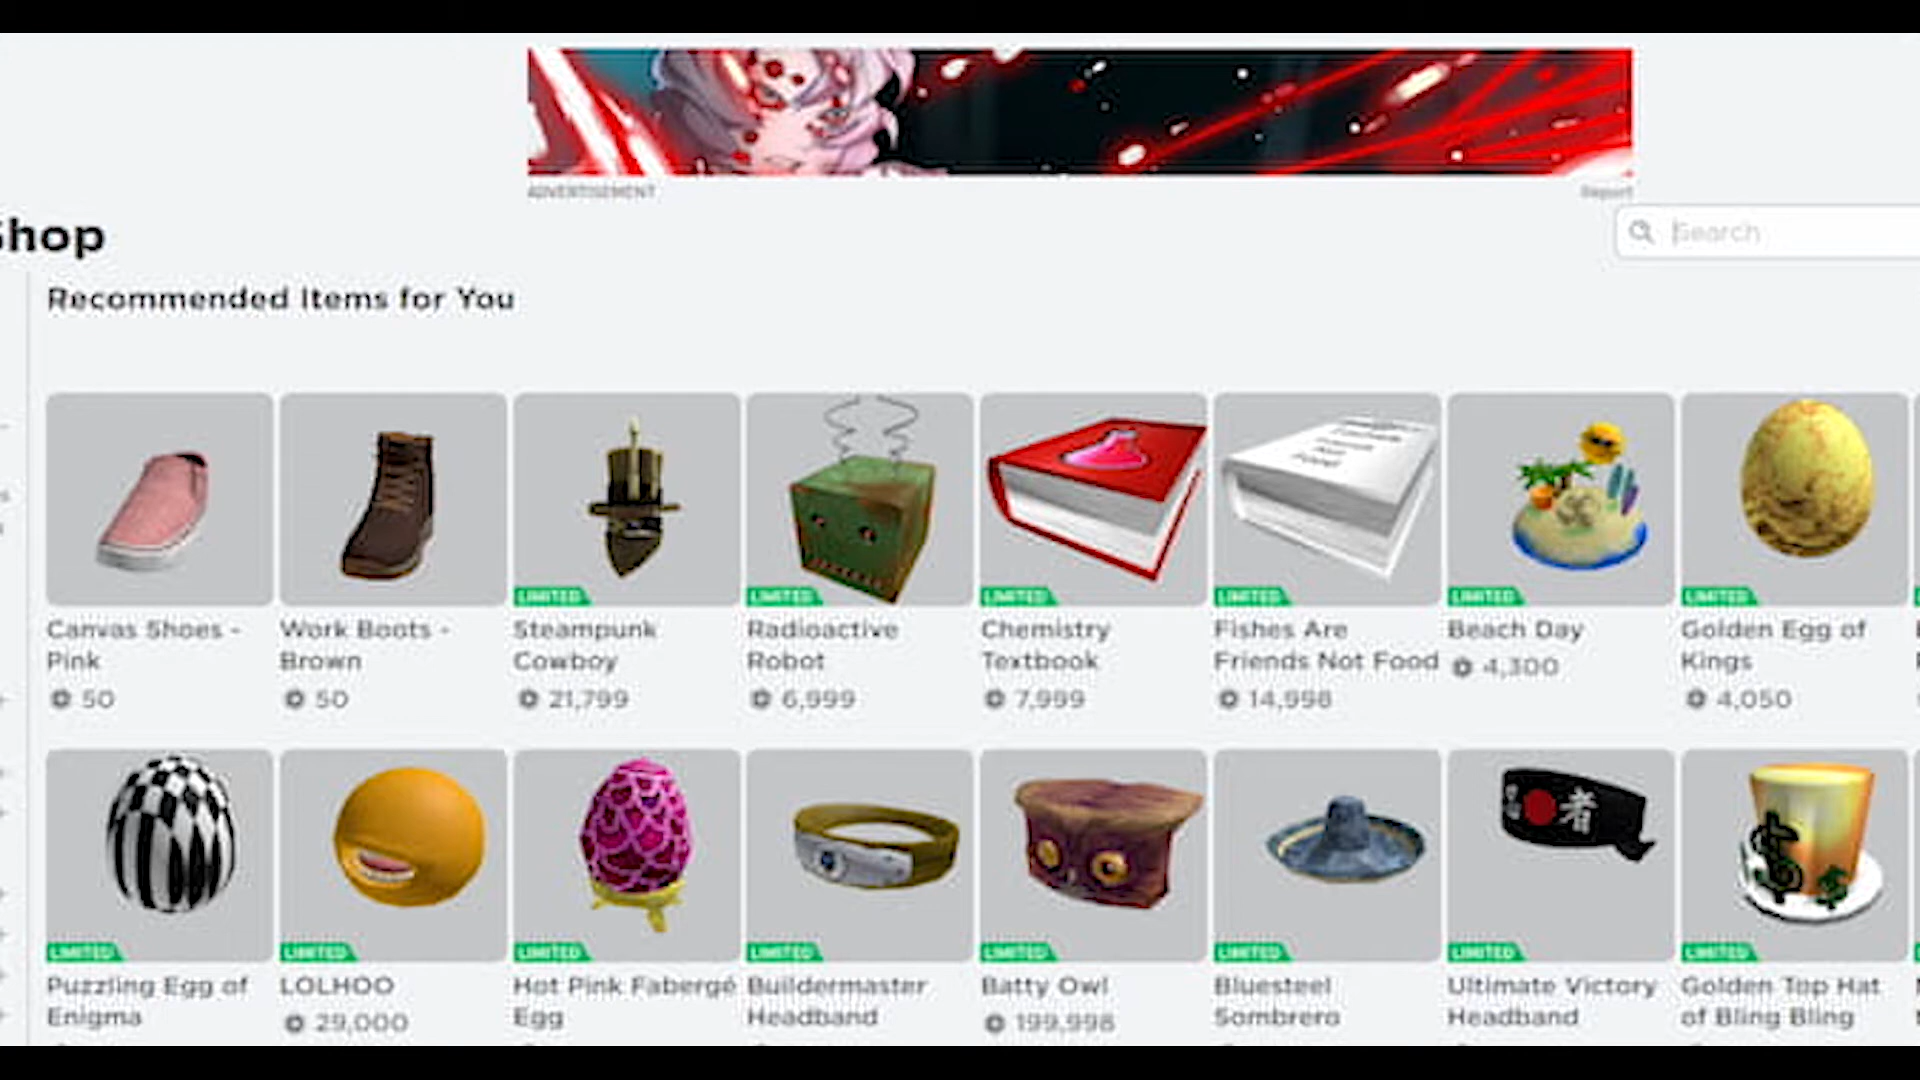 ADVERTISEMENT
Report
Shop
Search
Recommended Items for You
LIMITED
LIMITED
LIMITED
LIMITED
LIMITED
LIMITED
Canvas Shoes -
Pink
50
Work Boots -
Brown
50
Steampunk
Cowboy
21,799
Radioactive
Robot
6,999
Chemistry
Textbook
7,999
Fishes Are
Friends Not Food
14,998
Beach Day
4,300
Golden Egg of
Kings
4,050
者
LIMITED
LIMITED
LIMITED
LIMITED
LIMITED
LIMITED
LIMITED
LIMITED
Puzzling Egg of
Enigma
LOLHOO
29,000
Hot Pink Fabergé
Egg
Buildermaster
Headband
Batty Owl
199,998
Bluesteel
Sombrero
Ultimate Victory
Headband
Golden Top Hat
of Bling Bling